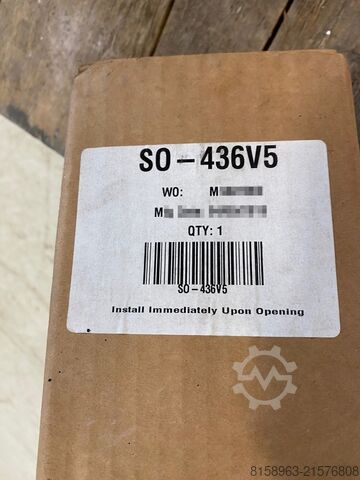 SO-436V5
WO: M
M
QTY: 1
SO-436V5
Install Immediately Upon Opening
8158963-21576808